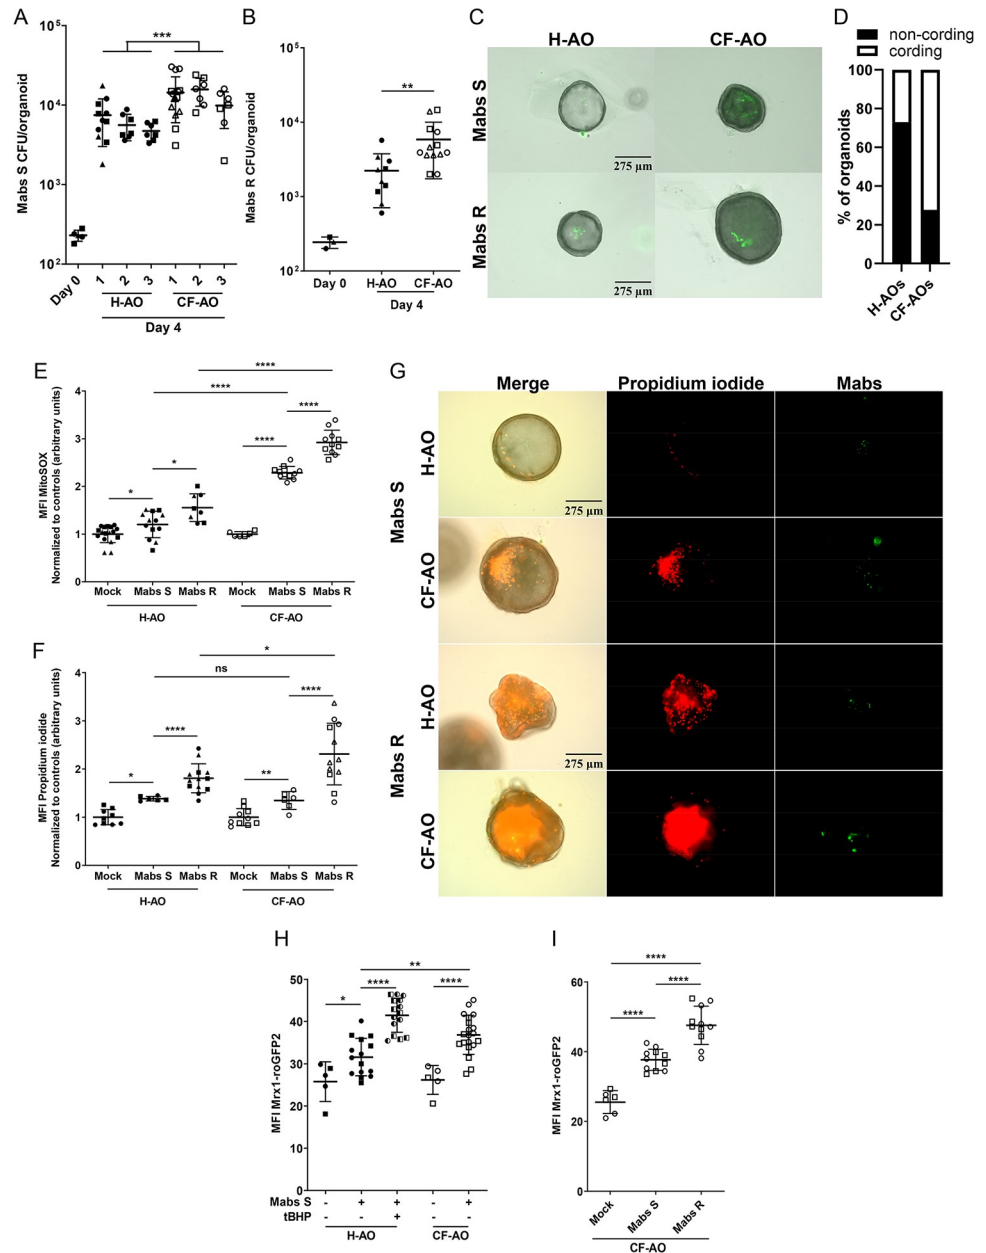 A
Mabs S CFU/organoid
10^5
10^4
10^3
10^2
***
Day 0
1 2 3 1 2 3
H-AO CF-AO
Day 4
B
Mabs R CFU/organoid
10^5
10^4
10^3
10^2
**
Day 0 H-AO CF-AO
Day 4
C
H-AO CF-AO
Mabs S
275 µm
275 µm
Mabs R
275 µm
275 µm
D
non-cording
cording
% of organoids
100
80
60
40
20
0
H-AOs
CF-AOs
E
MFI MitoSOX
Normalized to controls (arbitrary units)
4
3
2
1
0
****
****
****
****
*
*
Mock Mabs S Mabs R Mock Mabs S Mabs R
H-AO CF-AO
F
MFI Propidium iodide
Normalized to controls (arbitrary units)
4
3
2
1
0
*
ns
****
****
**
*
Mock Mabs S Mabs R Mock Mabs S Mabs R
H-AO CF-AO
G
Merge Propidium iodide Mabs
Mabs S
H-AO
275 µm
CF-AO
Mabs R
H-AO
275 µm
CF-AO
H
MFI Mrx1-roGFP2
50
40
30
20
10
0
**
**** ****
*
Mabs S - + + - +
tBHP - - + - -
H-AO CF-AO
I
MFI Mrx1-roGFP2
60
40
20
0
****
****
****
Mock
Mabs S
Mabs R
CF-AO